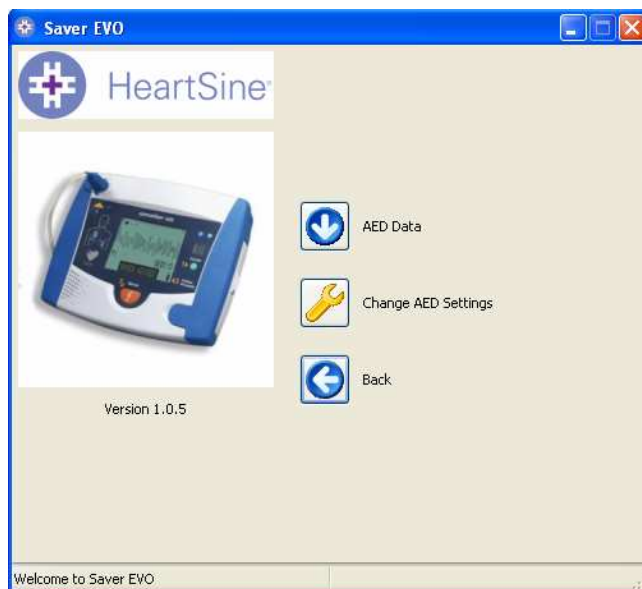 Saver EVO
HeartSine®
AED Data
Change AED Settings
Back
Version 1.0.5
Welcome to Saver EVO